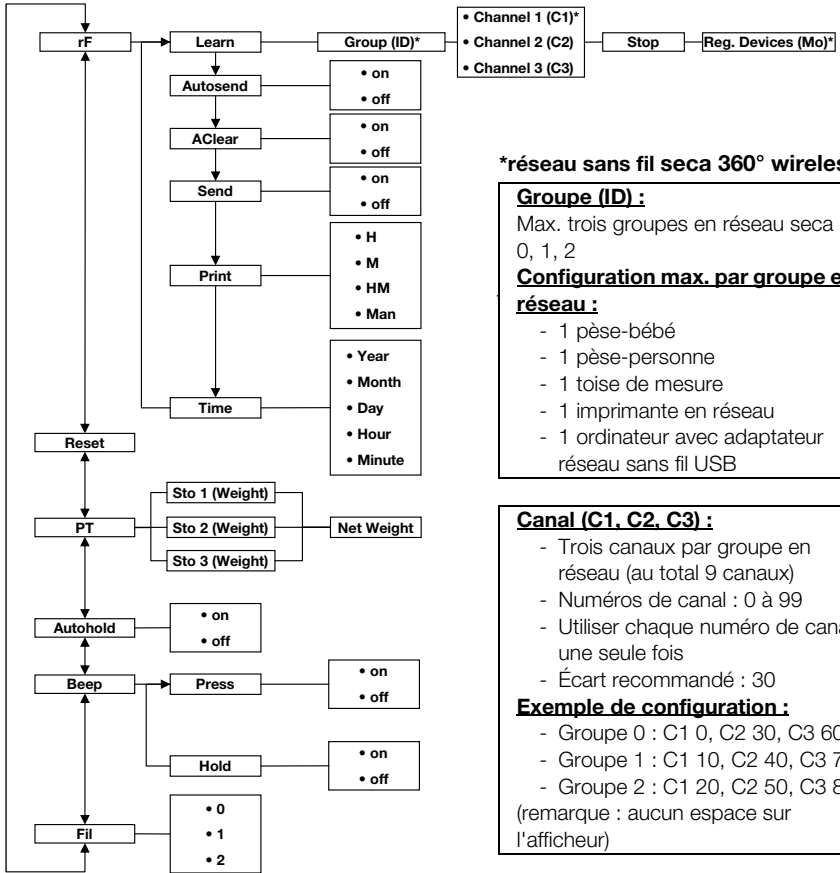 rF
Learn
Group (ID)*
• Channel 1 (C1)*
• Channel 2 (C2)
• Channel 3 (C3)
Stop
Reg. Devices (Mo)*
Autosend
• on
• off
AClear
• on
• off
Send
• on
• off
Print
• H
• M
• HM
• Man
Time
• Year
• Month
• Day
• Hour
• Minute
Reset
PT
Sto 1 (Weight)
Sto 2 (Weight)
Sto 3 (Weight)
Net Weight
Autohold
• on
• off
Beep
Press
• on
• off
Hold
• on
• off
Fil
• 0
• 1
• 2
*réseau sans fil seca 360° wireles
Groupe (ID) :
Max. trois groupes en réseau seca
0, 1, 2
Configuration max. par groupe e
réseau :
- 1 pèse-bébé
- 1 pèse-personne
- 1 toise de mesure
- 1 imprimante en réseau
- 1 ordinateur avec adaptateur
réseau sans fil USB
Canal (C1, C2, C3) :
- Trois canaux par groupe en
réseau (au total 9 canaux)
- Numéros de canal : 0 à 99
- Utiliser chaque numéro de cana
une seule fois
- Écart recommandé : 30
Exemple de configuration :
- Groupe 0 : C1 0, C2 30, C3 60
- Groupe 1 : C1 10, C2 40, C3 7
- Groupe 2 : C1 20, C2 50, C3 8
(remarque : aucun espace sur
l'afficheur)